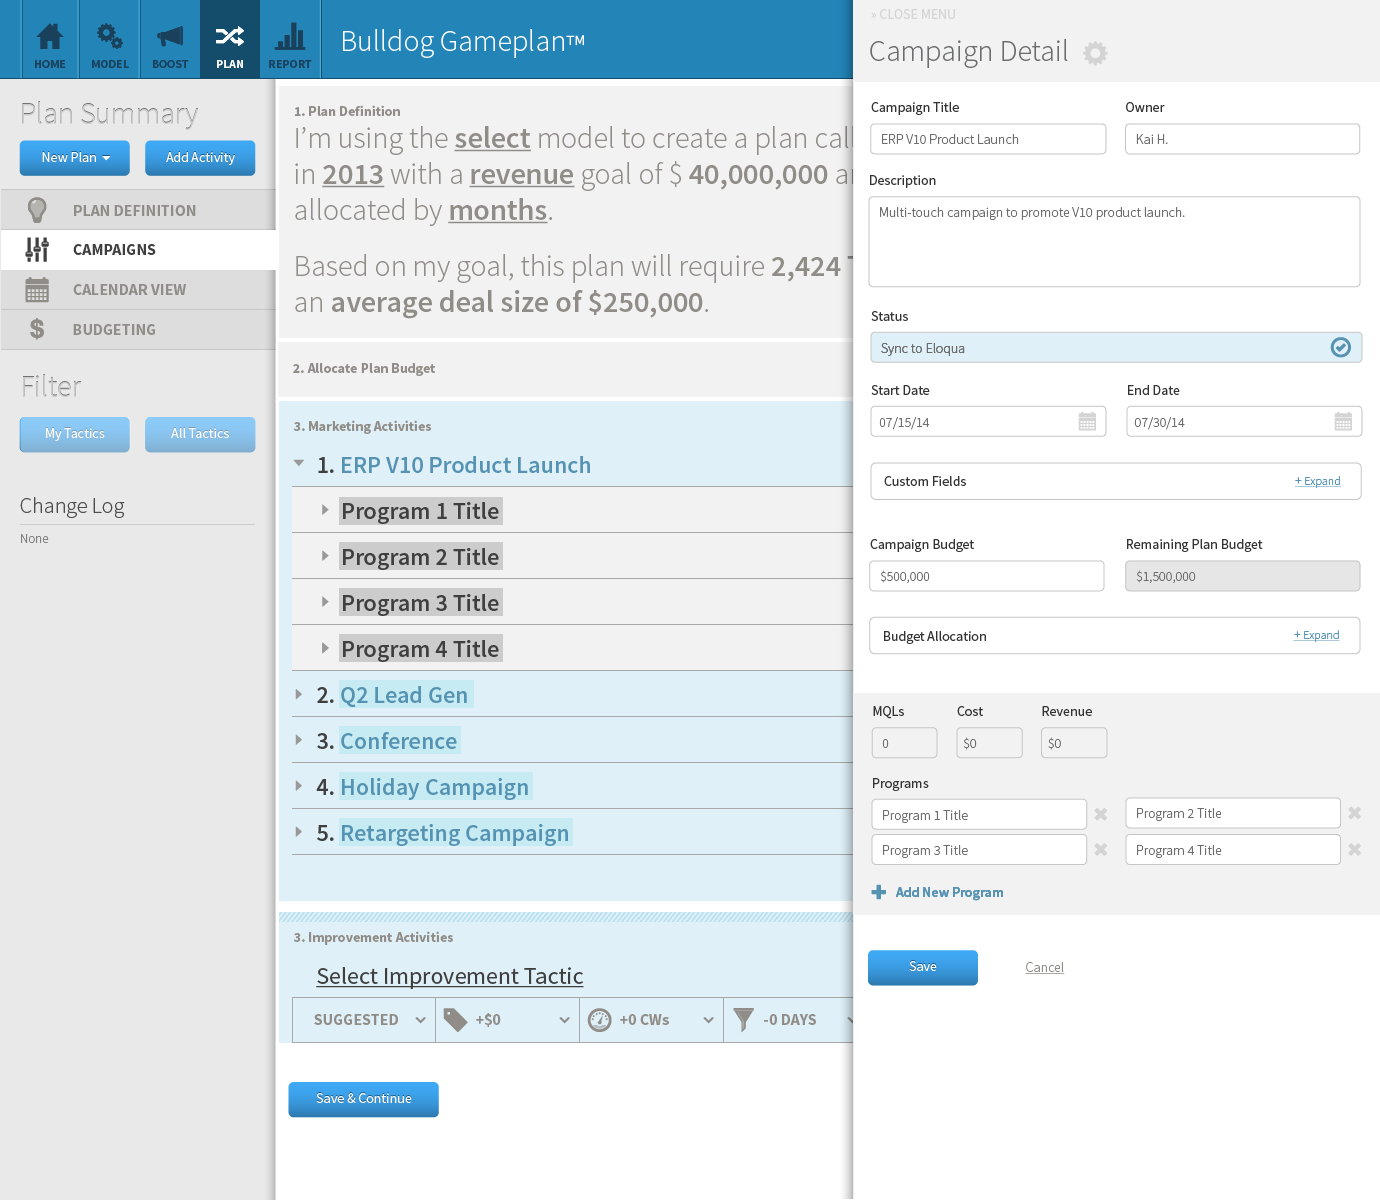 HOME
MODEL
BOOST
PLAN
REPORT
Bulldog Gameplan™
Plan Summary
New Plan
Add Activity
PLAN DEFINITION
CAMPAIGNS
CALENDAR VIEW
BUDGETING
Filter
My Tactics
All Tactics
Change Log
None
1. Plan Definition
I'm using the select model to create a plan call
in 2013 with a revenue goal of $ 40,000,000
allocated by months.
Based on my goal, this plan will require 2,424
an average deal size of $250,000.
2. Allocate Plan Budget
3. Marketing Activities
1. ERP V10 Product Launch
Program 1 Title
Program 2 Title
Program 3 Title
Program 4 Title
2. Q2 Lead Gen
3. Conference
4. Holiday Campaign
5. Retargeting Campaign
3. Improvement Activities
Select Improvement Tactic
SUGGESTED
+$0
+0 CWs
-0 DAYS
Save & Continue
» CLOSE MENU
Campaign Detail
Campaign Title
Owner
ERP V10 Product Launch
Kai H.
Description
Multi-touch campaign to promote V10 product launch.
Status
Sync to Eloqua
Start Date
End Date
07/15/14
07/30/14
Custom Fields
+ Expand
Campaign Budget
Remaining Plan Budget
$500,000
$1,500,000
Budget Allocation
+ Expand
MQLs
Cost
Revenue
0
$0
$0
Programs
Program 1 Title
Program 2 Title
Program 3 Title
Program 4 Title
Add New Program
Save
Cancel